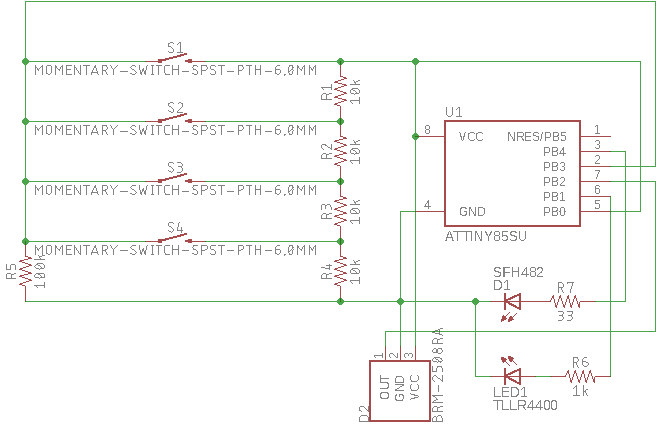 S1
MOMENTARY-SWITCH-SPST-PTH-6,0MM
R1
10k
S2
MOMENTARY-SWITCH-SPST-PTH-6,0MM
U1
8
VCC
NRES/PB5
1
PB4
3
PB3
2
PB2
7
PB1
6
4
GND
PB0
5
ATTINY85SU
R2
10k
S3
MOMENTARY-SWITCH-SPST-PTH-6,0MM
R3
10k
S4
MOMENTARY-SWITCH-SPST-PTH-6,0MM
R5
100k
R4
10k
SFH482
D1
R7
33
1
2
3
OUT
GND
VCC
D2
BRM-2508RA
R6
1k
LED1
TLLR4400